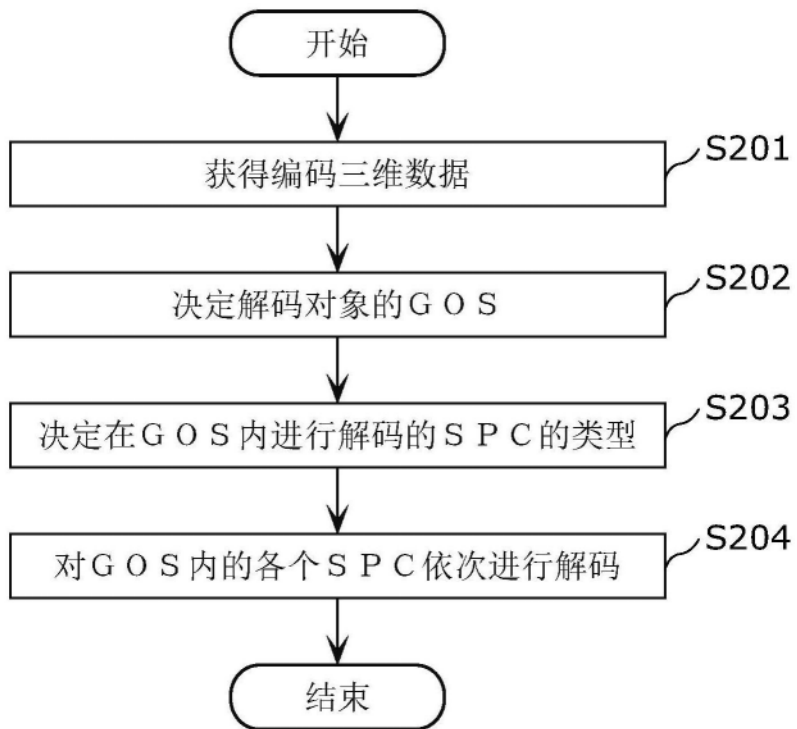 开始
获得编码三维数据
S201
决定解码对象的GOS
S202
决定在GOS内进行解码的SPC的类型
S203
对GOS内的各个SPC依次进行解码
S204
结束